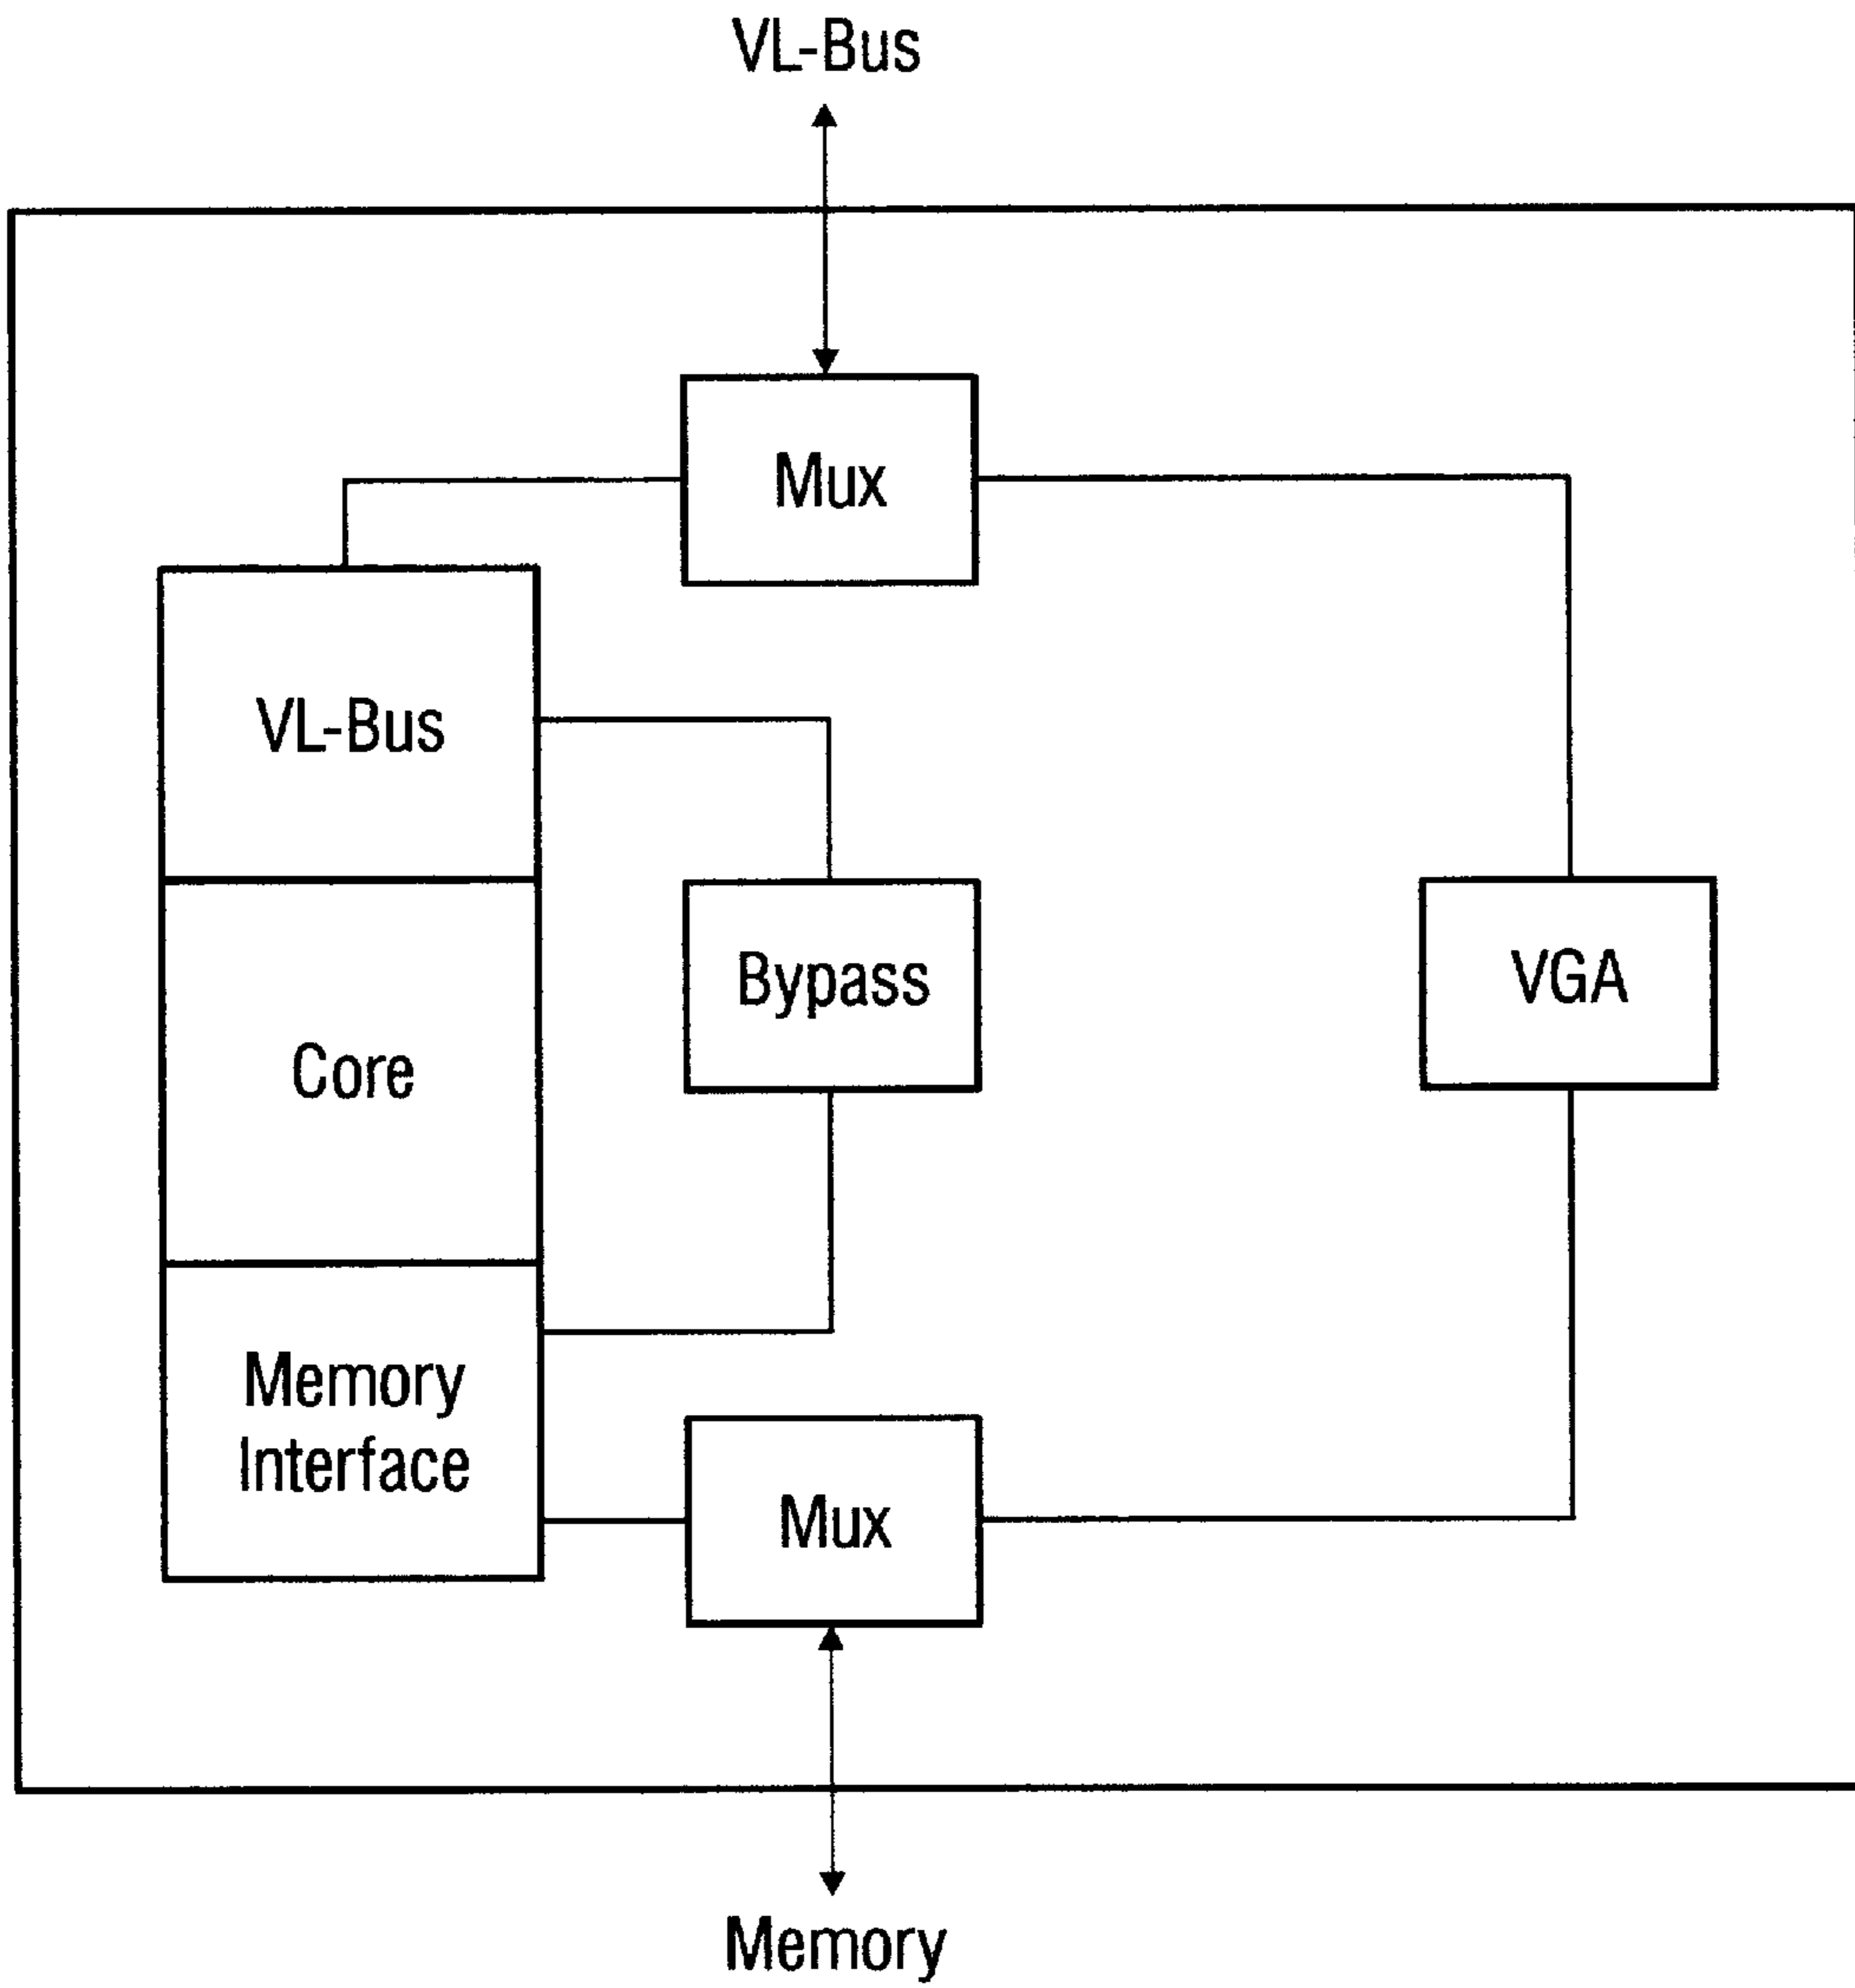 VL-Bus
Mux
VL-Bus
Bypass
VGA
Core
Memory
Interface
Mux
Memory